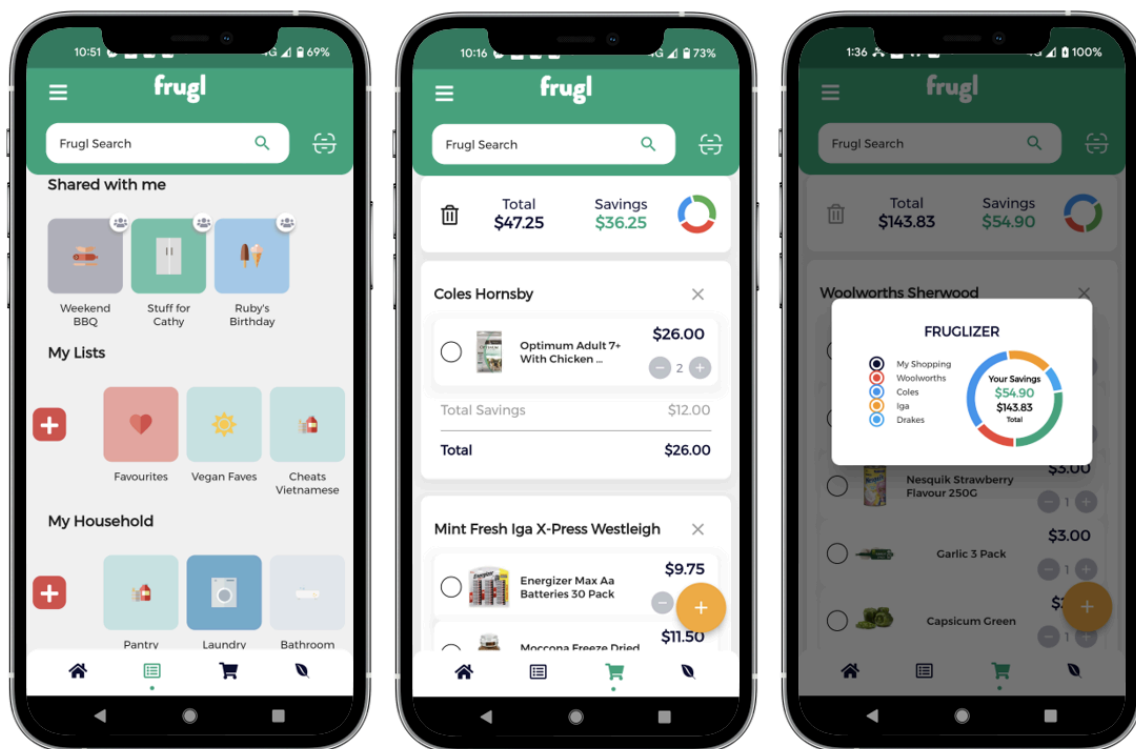 10:51
4G 69%
frugl
Frugl Search
Shared with me
Weekend
BBQ
Stuff for
Cathy
Ruby's
Birthday
My Lists
Favourites
Vegan Faves
Cheats
Vietnamese
My Household
Pantry
Laundry
Bathroom
10:16
4G 73%
frugl
Frugl Search
Total
$47.25
Savings
$36.25
Coles Hornsby
Optimum Adult 7+
With Chicken ...
$26.00
2
Total Savings
$12.00
Total
$26.00
Mint Fresh Iga X-Press Westleigh
Energizer Max Aa
Batteries 30 Pack
$9.75
Moccona Freeze Dried
$11.50
1:36
4G 100%
frugl
Frugl Search
Total
$143.83
Savings
$54.90
Woolworths Sherwood
FRUGLIZER
My Shopping
Woolworths
Coles
Iga
Drakes
Your Savings
$54.90
$143.83
Total
Nesquik Strawberry
Flavour 250G
$3.00
1
Garlic 3 Pack
$3.00
1
Capsicum Green
1